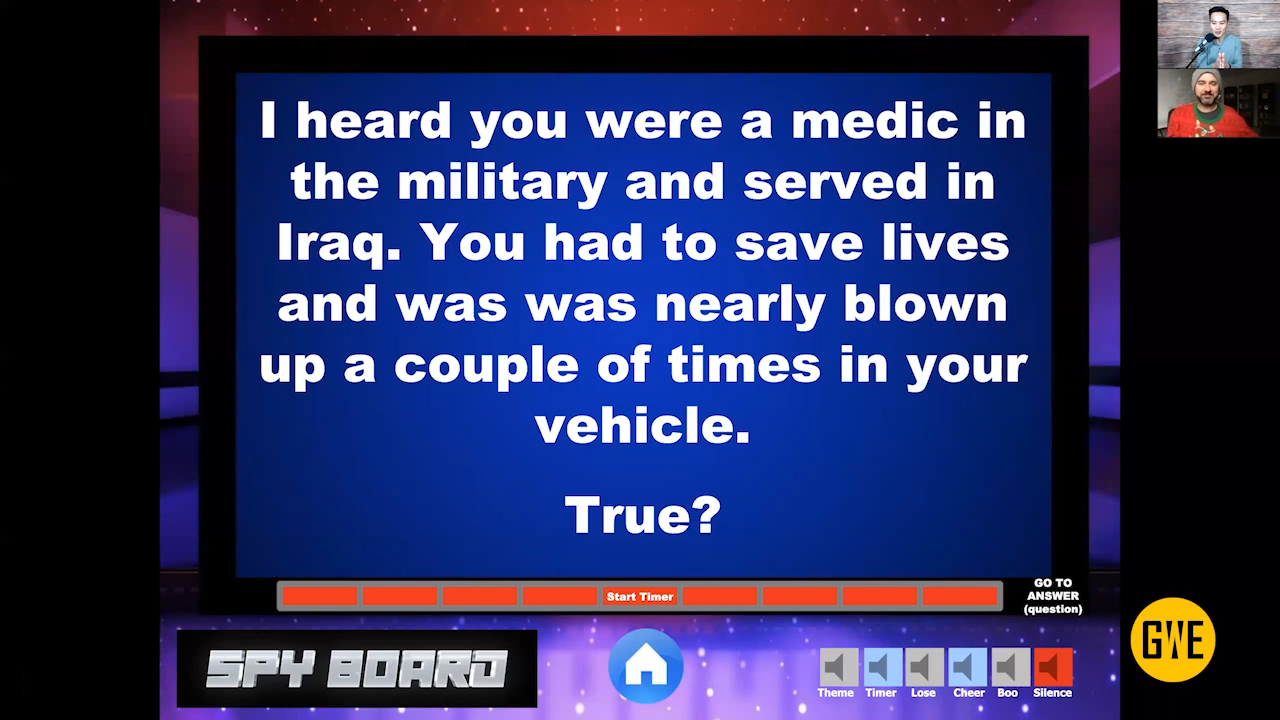 I heard you were a medic in
the military and served in
Iraq. You had to save lives
and was was nearly blown
up a couple of times in your
vehicle.
True?
Start Timer
GO TO
ANSWER
(question)
SPY BOARD
Theme Timer Lose Cheer Boo Silence
GWE